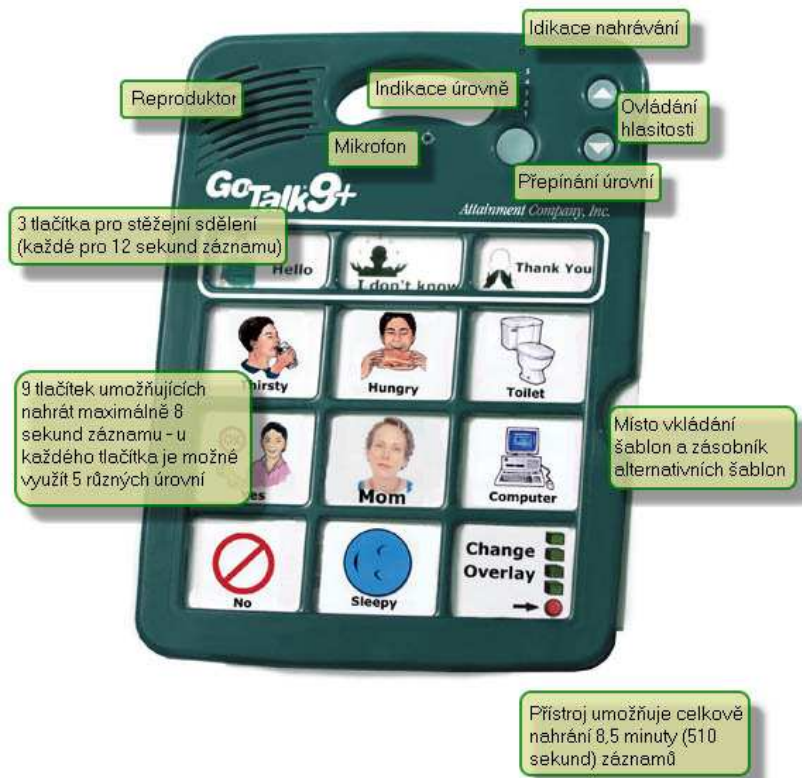 Idikace nahrávání
Indikace úrovně
Reproduktor
Ovládání
hlasitosti
Mikrofon
Přepínání úrovní
GoTalk9+
Attainment Company, Inc.
3 tlačítka pro stěžejní sdělení
(každé pro 12 sekund záznamu)
Hello
I don't know
Thank You
Thirsty
Hungry
Toilet
9 tlačítek umožňujících
nahrát maximálně 8
sekund záznamu - u
každého tlačítka je možné
využít 5 různých úrovní
Místo vkládání
šablon a zásobník
alternativních šablon
Yes
Mom
Computer
No
Sleepy
Change
Overlay
Přístroj umožňuje celkově
nahrání 8,5 minuty (510
sekund) záznamů